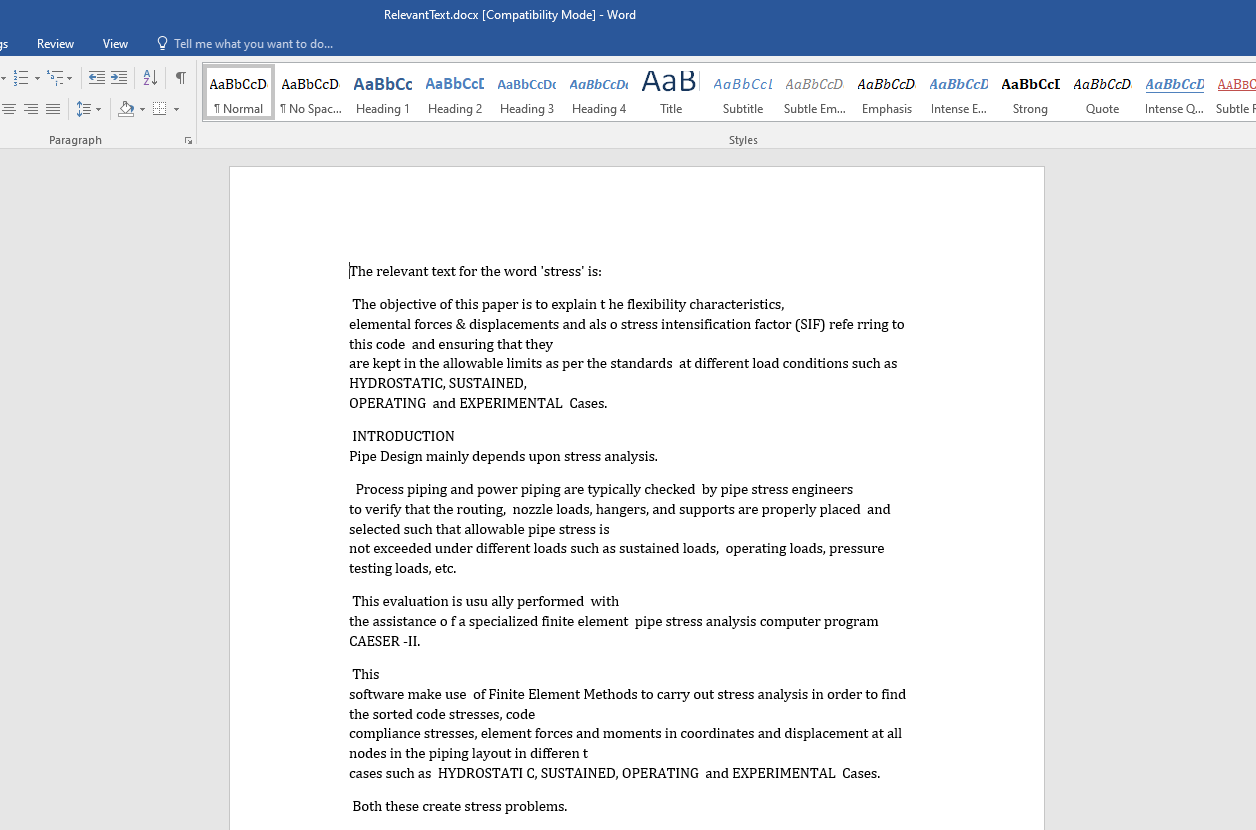 RelevantText.docx [Compatibility Mode] - Word
gs Review View Tell me what you want to do...
AaBbCcD AaBbCcD AaBbCc AaBbCcD AaBbCcDc AaBbCcDc AaB AaBbCcL AaBbCcD AaBbCcD AaBbCcD AaBbCcD AaBbCcD AaBbCcD AABBC
¶ Normal ¶ No Spac... Heading 1 Heading 2 Heading 3 Heading 4 Title Subtitle Subtle Em... Emphasis Intense E... Strong Quote Intense Q... Subtle R
Paragraph Styles
The relevant text for the word 'stress' is:
The objective of this paper is to explain t he flexibility characteristics,
elemental forces & displacements and als o stress intensification factor (SIF) refe rring to
this code  and ensuring that they
are kept in the allowable limits as per the standards  at different load conditions such as
HYDROSTATIC, SUSTAINED,
OPERATING  and EXPERIMENTAL  Cases.
INTRODUCTION
Pipe Design mainly depends upon stress analysis.
Process piping and power piping are typically checked  by pipe stress engineers
to verify that the routing,  nozzle loads, hangers, and supports are properly placed  and
selected such that allowable pipe stress is
not exceeded under different loads such as sustained loads,  operating loads, pressure
testing loads, etc.
This evaluation is usu ally performed  with
the assistance o f a specialized finite element  pipe stress analysis computer program
CAESER -II.
This
software make use  of Finite Element Methods to carry out stress analysis in order to find
the sorted code stresses, code
compliance stresses, element forces and moments in coordinates and displacement at all
nodes in the piping layout in differen t
cases such as  HYDROSTATI C, SUSTAINED, OPERATING  and EXPERIMENTAL  Cases.
Both these create stress problems.